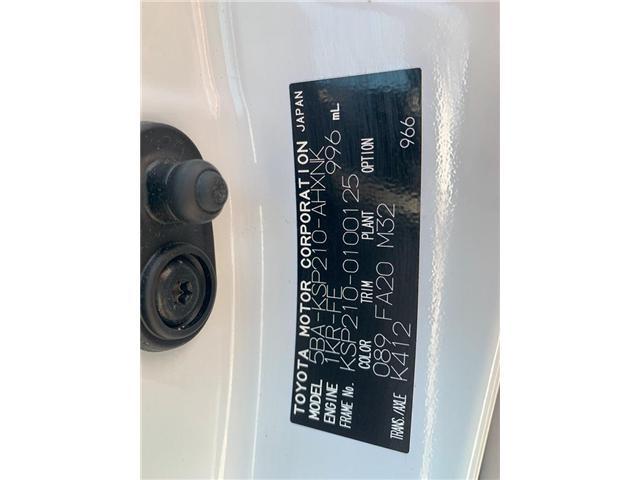 TOYOTA MOTOR CORPORATION JAPAN
MODEL 5BA-KSP210-AHXNK
ENGINE 1KR-FE 996 mL
FRAME No. KSP210-0100125
COLOR TRIM PLANT OPTION
089 FA20 M32 966
TRANS./AXLE K412